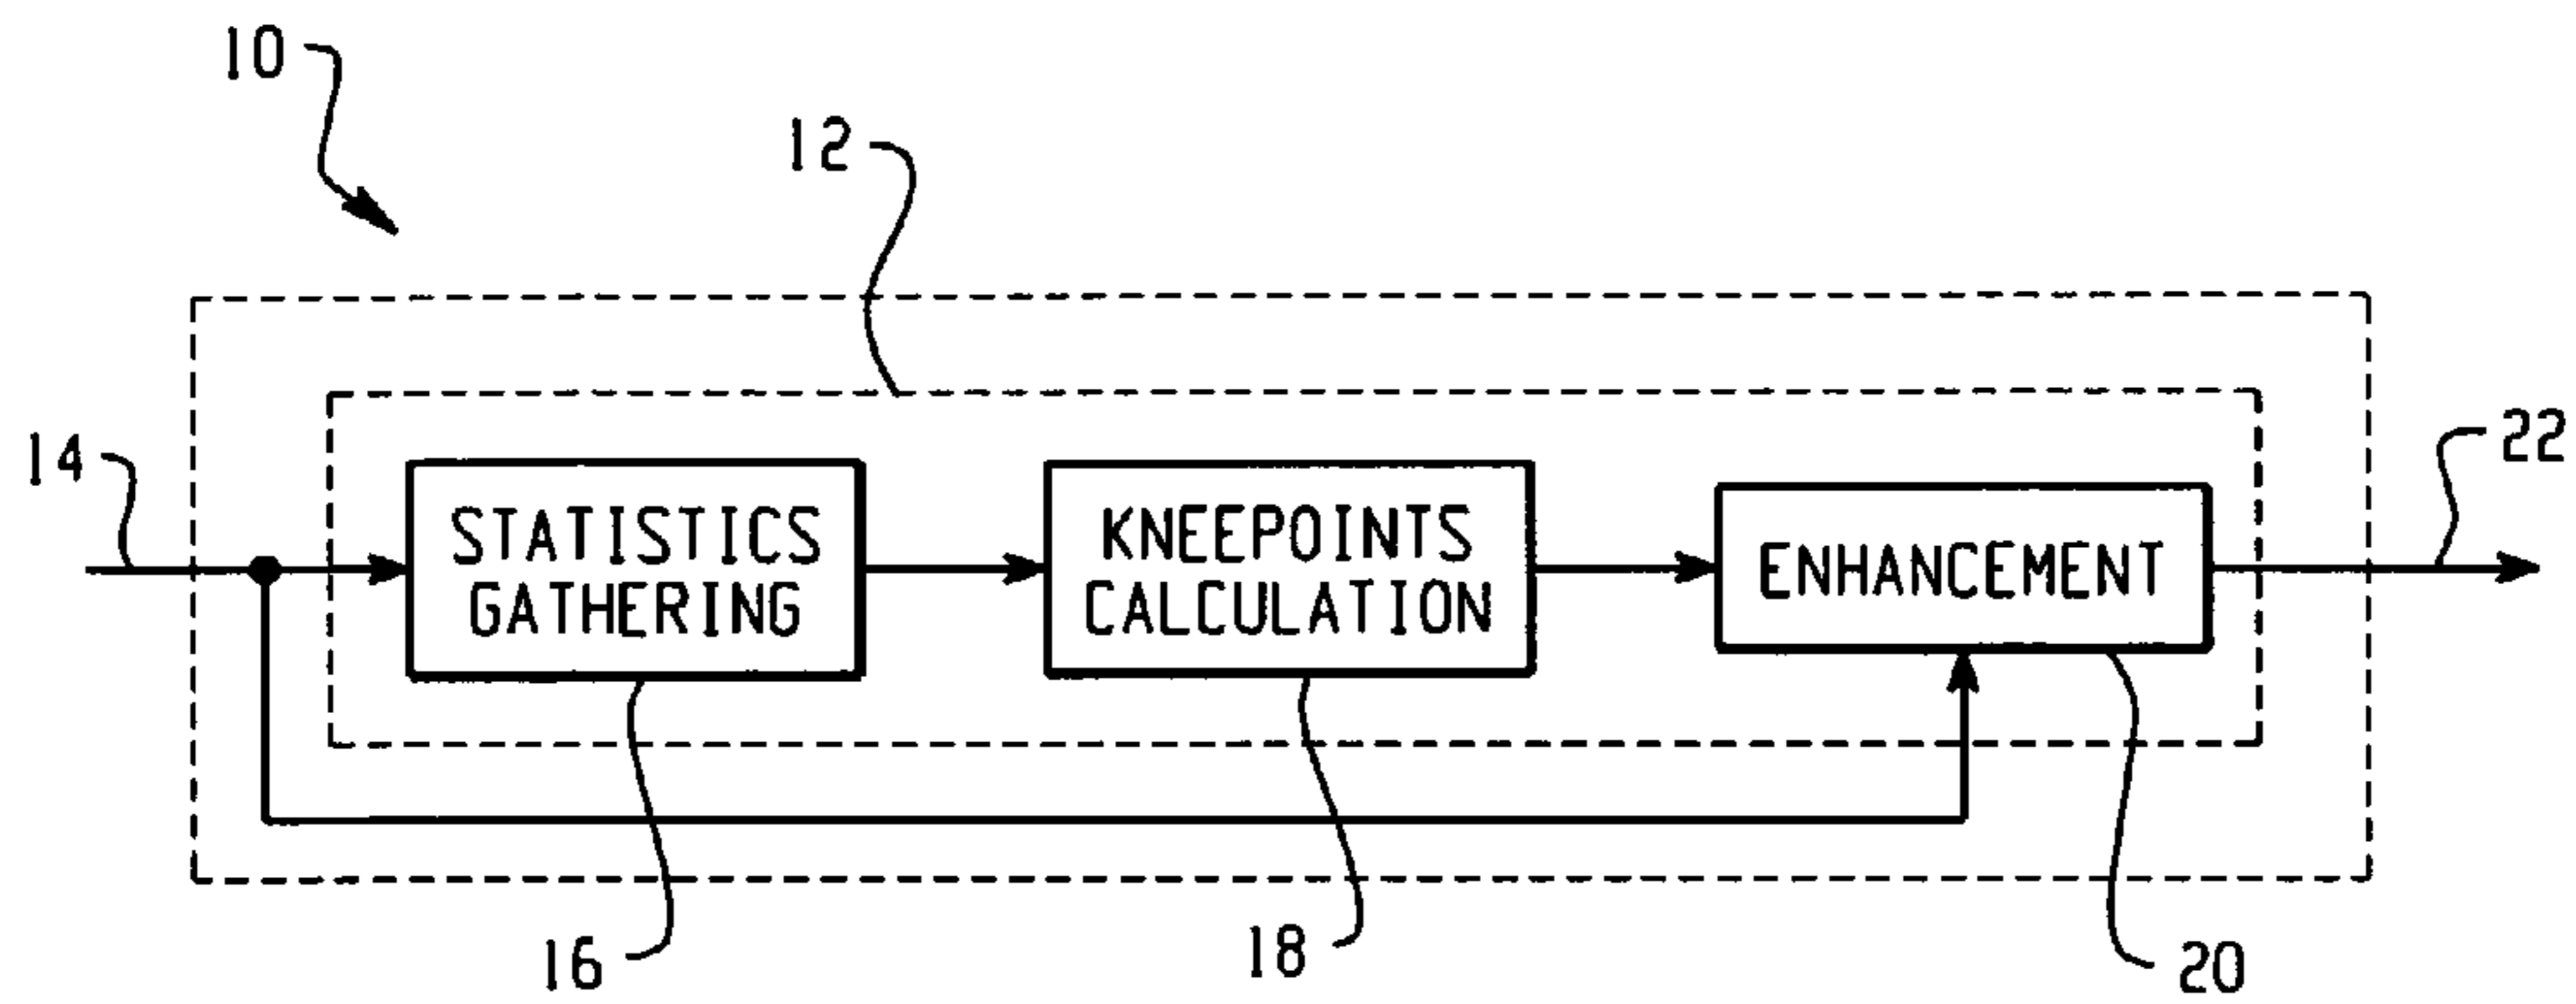 10
12
14
22
STATISTICS
GATHERING
KNEEPOINTS
CALCULATION
ENHANCEMENT
16
18
20